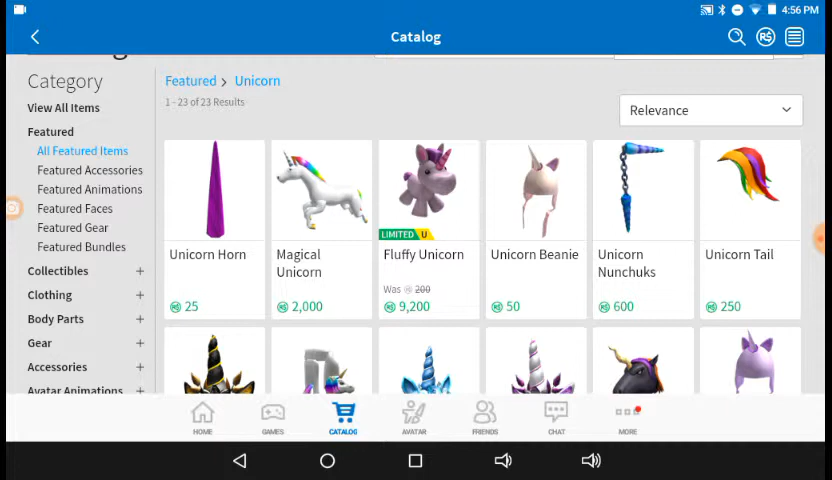 4:56 PM
Catalog
R$
Category
View All Items
Featured
All Featured Items
Featured Accessories
Featured Animations
Featured Faces
Featured Gear
Featured Bundles
Collectibles +
Clothing +
Body Parts +
Gear +
Accessories +
Avatar Animations +
Featured > Unicorn
1 - 23 of 23 Results
Relevance
Unicorn Horn
R$ 25
Magical
Unicorn
R$ 2,000
LIMITED U
Fluffy Unicorn
Was R$ 200
R$ 9,200
Unicorn Beanie
R$ 50
Unicorn
Nunchuks
R$ 600
Unicorn Tail
R$ 250
HOME
GAMES
CATALOG
AVATAR
FRIENDS
CHAT
MORE